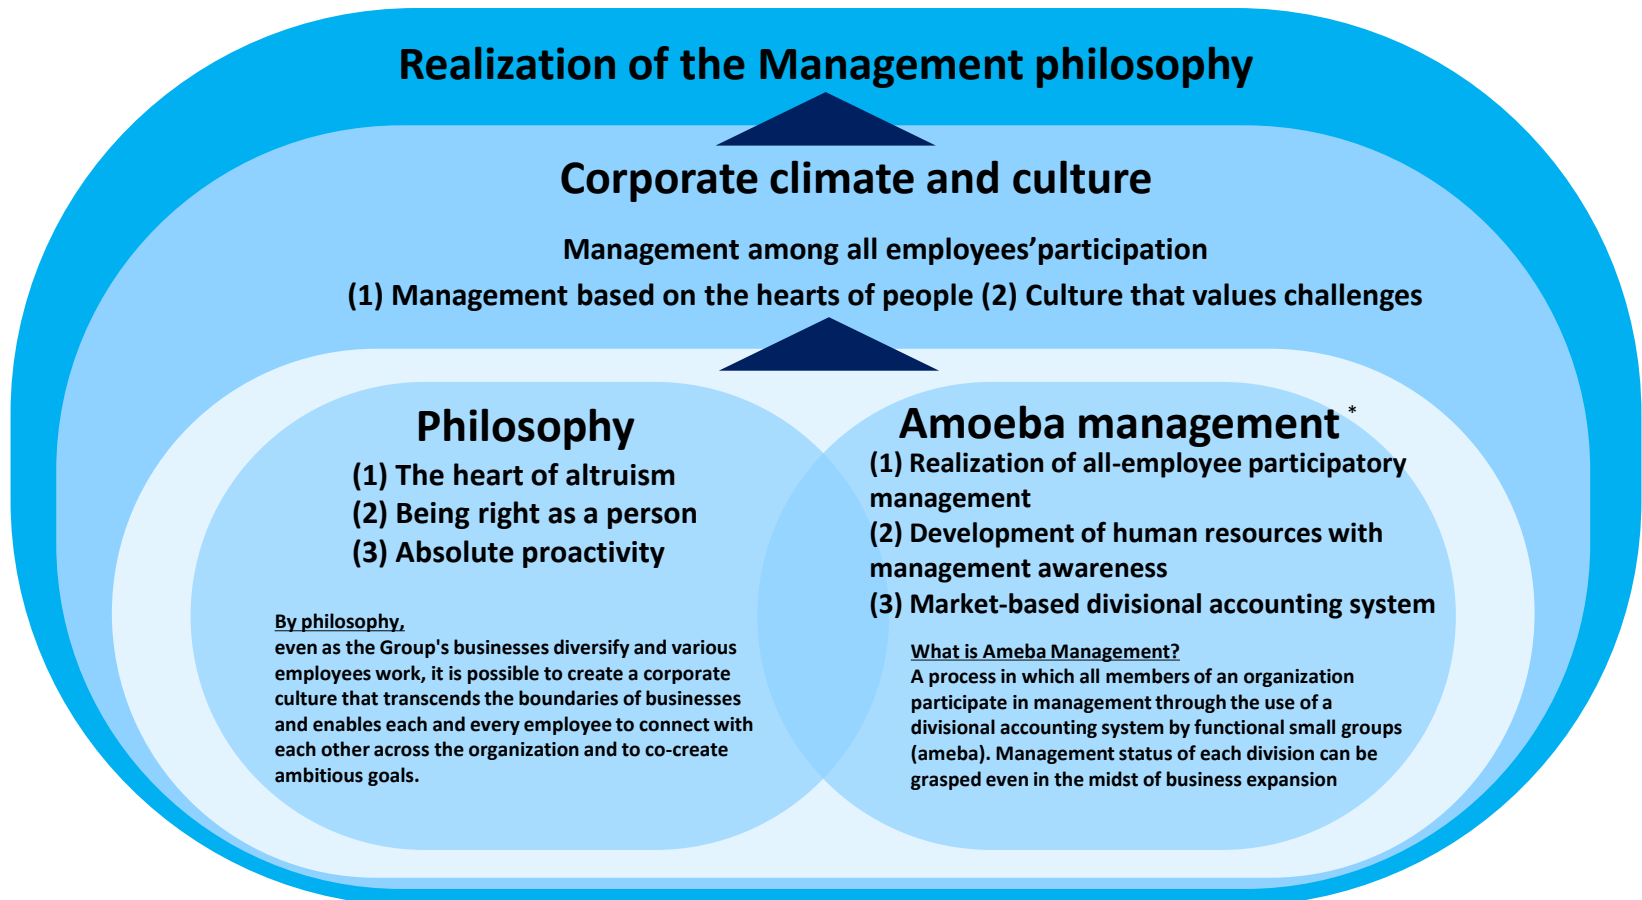 Realization of the Management philosophy
Corporate climate and culture
Management among all employees’participation
(1) Management based on the hearts of people (2) Culture that values challenges
Philosophy
(1) The heart of altruism
(2) Being right as a person
(3) Absolute proactivity
By philosophy,
even as the Group's businesses diversify and various
employees work, it is possible to create a corporate
culture that transcends the boundaries of businesses
and enables each and every employee to connect with
each other across the organization and to co-create
ambitious goals.
Amoeba management *
(1) Realization of all-employee participatory
management
(2) Development of human resources with
management awareness
(3) Market-based divisional accounting system
What is Ameba Management?
A process in which all members of an organization
participate in management through the use of a
divisional accounting system by functional small groups
(ameba). Management status of each division can be
grasped even in the midst of business expansion